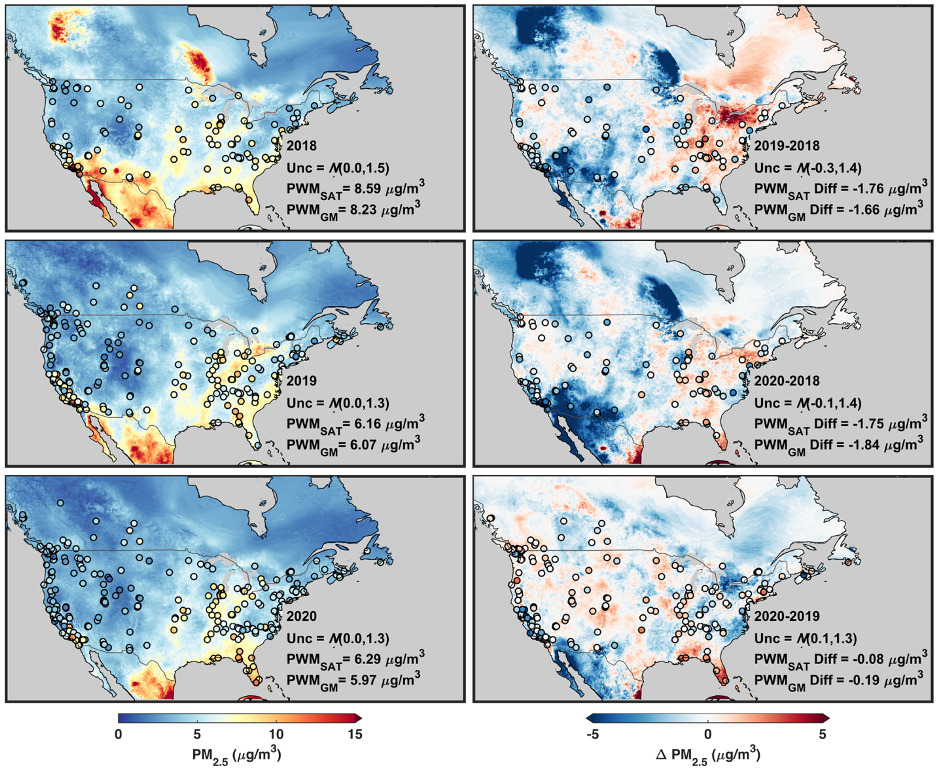 2018
Unc = N(0.0,1.5)
PWM_SAT= 8.59 μg/m³
PWM_GM= 8.23 μg/m³
2019-2018
Unc = N(-0.3,1.4)
PWM_SAT Diff = -1.76 μg/m³
PWM_GM Diff = -1.66 μg/m³
2019
Unc = N(0.0,1.3)
PWM_SAT= 6.16 μg/m³
PWM_GM= 6.07 μg/m³
2020-2018
Unc = N(-0.1,1.4)
PWM_SAT Diff = -1.75 μg/m³
PWM_GM Diff = -1.84 μg/m³
2020
Unc = N(0.0,1.3)
PWM_SAT= 6.29 μg/m³
PWM_GM= 5.97 μg/m³
2020-2019
Unc = N(0.1,1.3)
PWM_SAT Diff = -0.08 μg/m³
PWM_GM Diff = -0.19 μg/m³
0 5 10 15
PM₂.₅ (μg/m³)
-5 0 5
Δ PM₂.₅ (μg/m³)